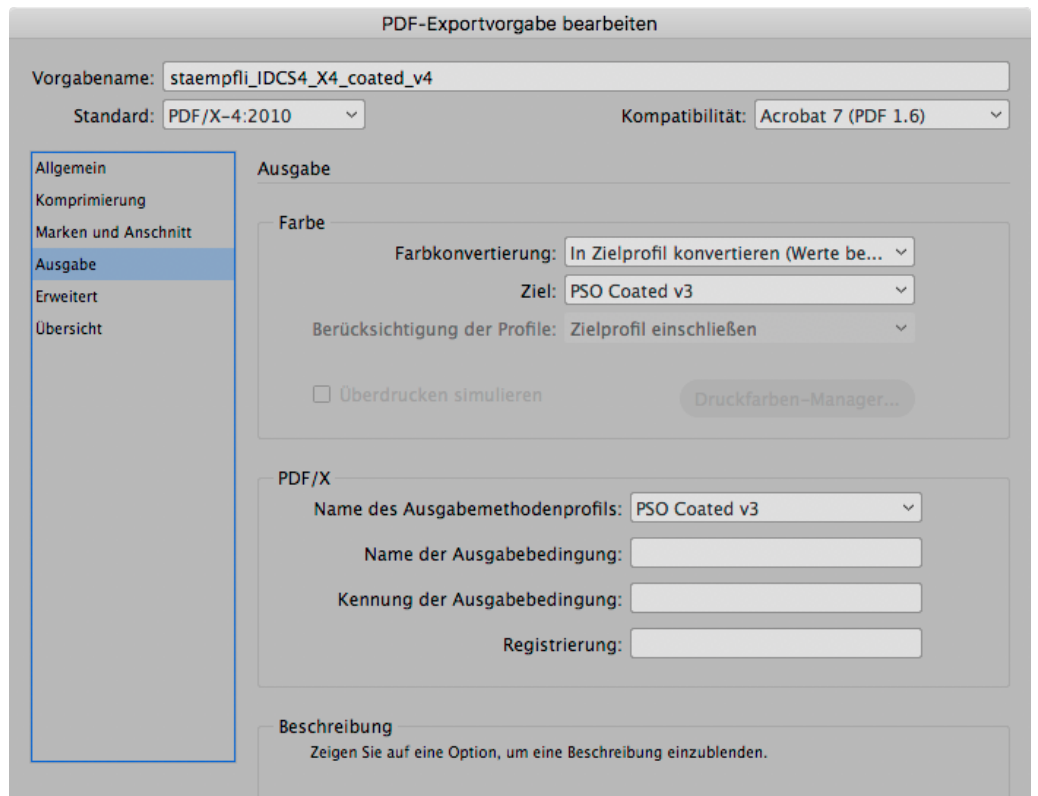 PDF-Exportvorgabe bearbeiten
Vorgabename: staempfli_IDCS4_X4_coated_v4
Standard: PDF/X-4:2010 Kompatibilität: Acrobat 7 (PDF 1.6)
Allgemein
Komprimierung
Marken und Anschnitt
Ausgabe
Erweitert
Übersicht
Ausgabe
Farbe
Farbkonvertierung: In Zielprofil konvertieren (Werte be...
Ziel: PSO Coated v3
Berücksichtigung der Profile: Zielprofil einschließen
Überdrucken simulieren Druckfarben-Manager...
PDF/X
Name des Ausgabemethodenprofils: PSO Coated v3
Name der Ausgabebedingung:
Kennung der Ausgabebedingung:
Registrierung:
Beschreibung
Zeigen Sie auf eine Option, um eine Beschreibung einzublenden.